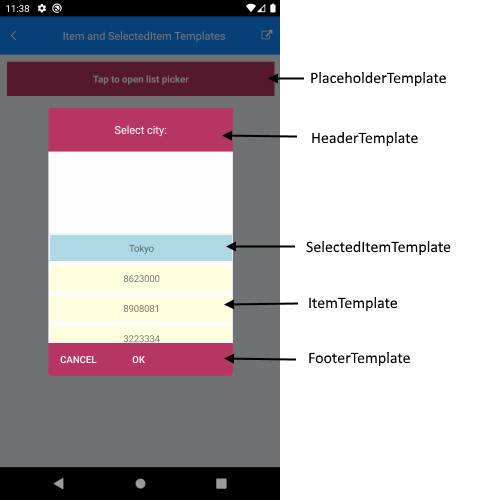 11:38
Item and SelectedItem Templates
Tap to open list picker
PlaceholderTemplate
Select city:
HeaderTemplate
Tokyo
SelectedItemTemplate
8623000
8908081
ItemTemplate
3223334
CANCEL OK
FooterTemplate